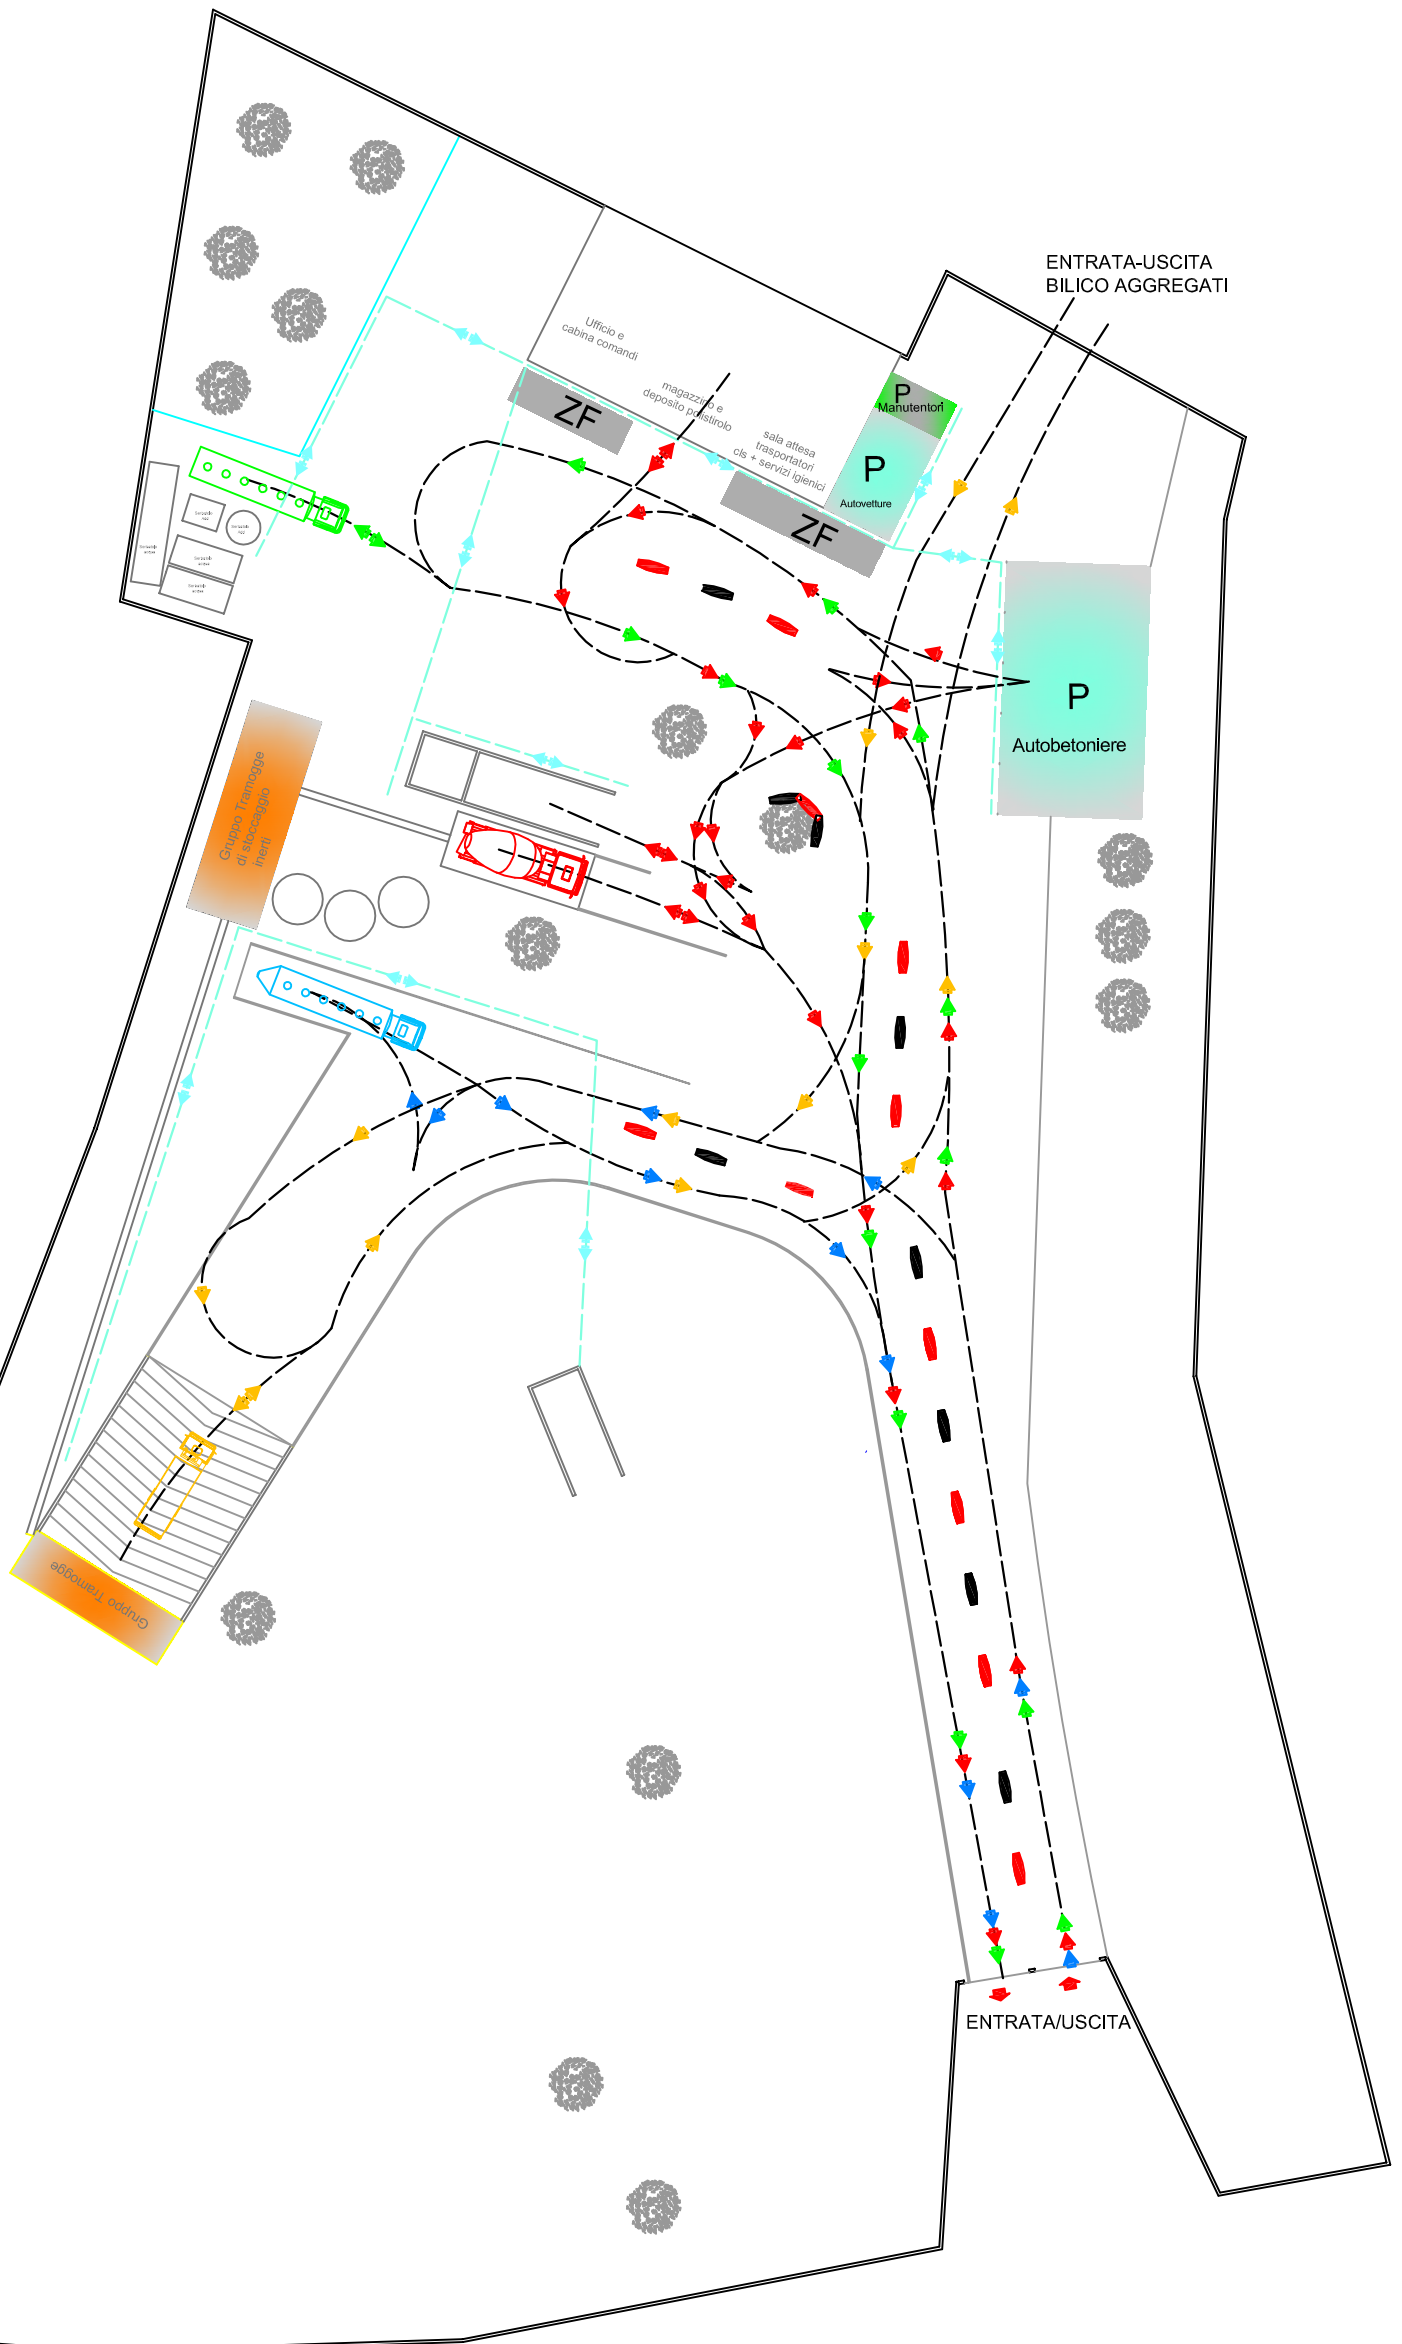 ENTRATA-USCITA
BILICO AGGREGATI
Ufficio e
cabina comandi
magazzino e
deposito polistirolo
sala attesa
trasportatori
cls + servizi igienici
ZF
ZF
P
Manutentori
P
Autovetture
P
Autobetoniere
Gruppo Tramogge
di stoccaggio
inerti
Gruppo Tramogge
ENTRATA/USCITA